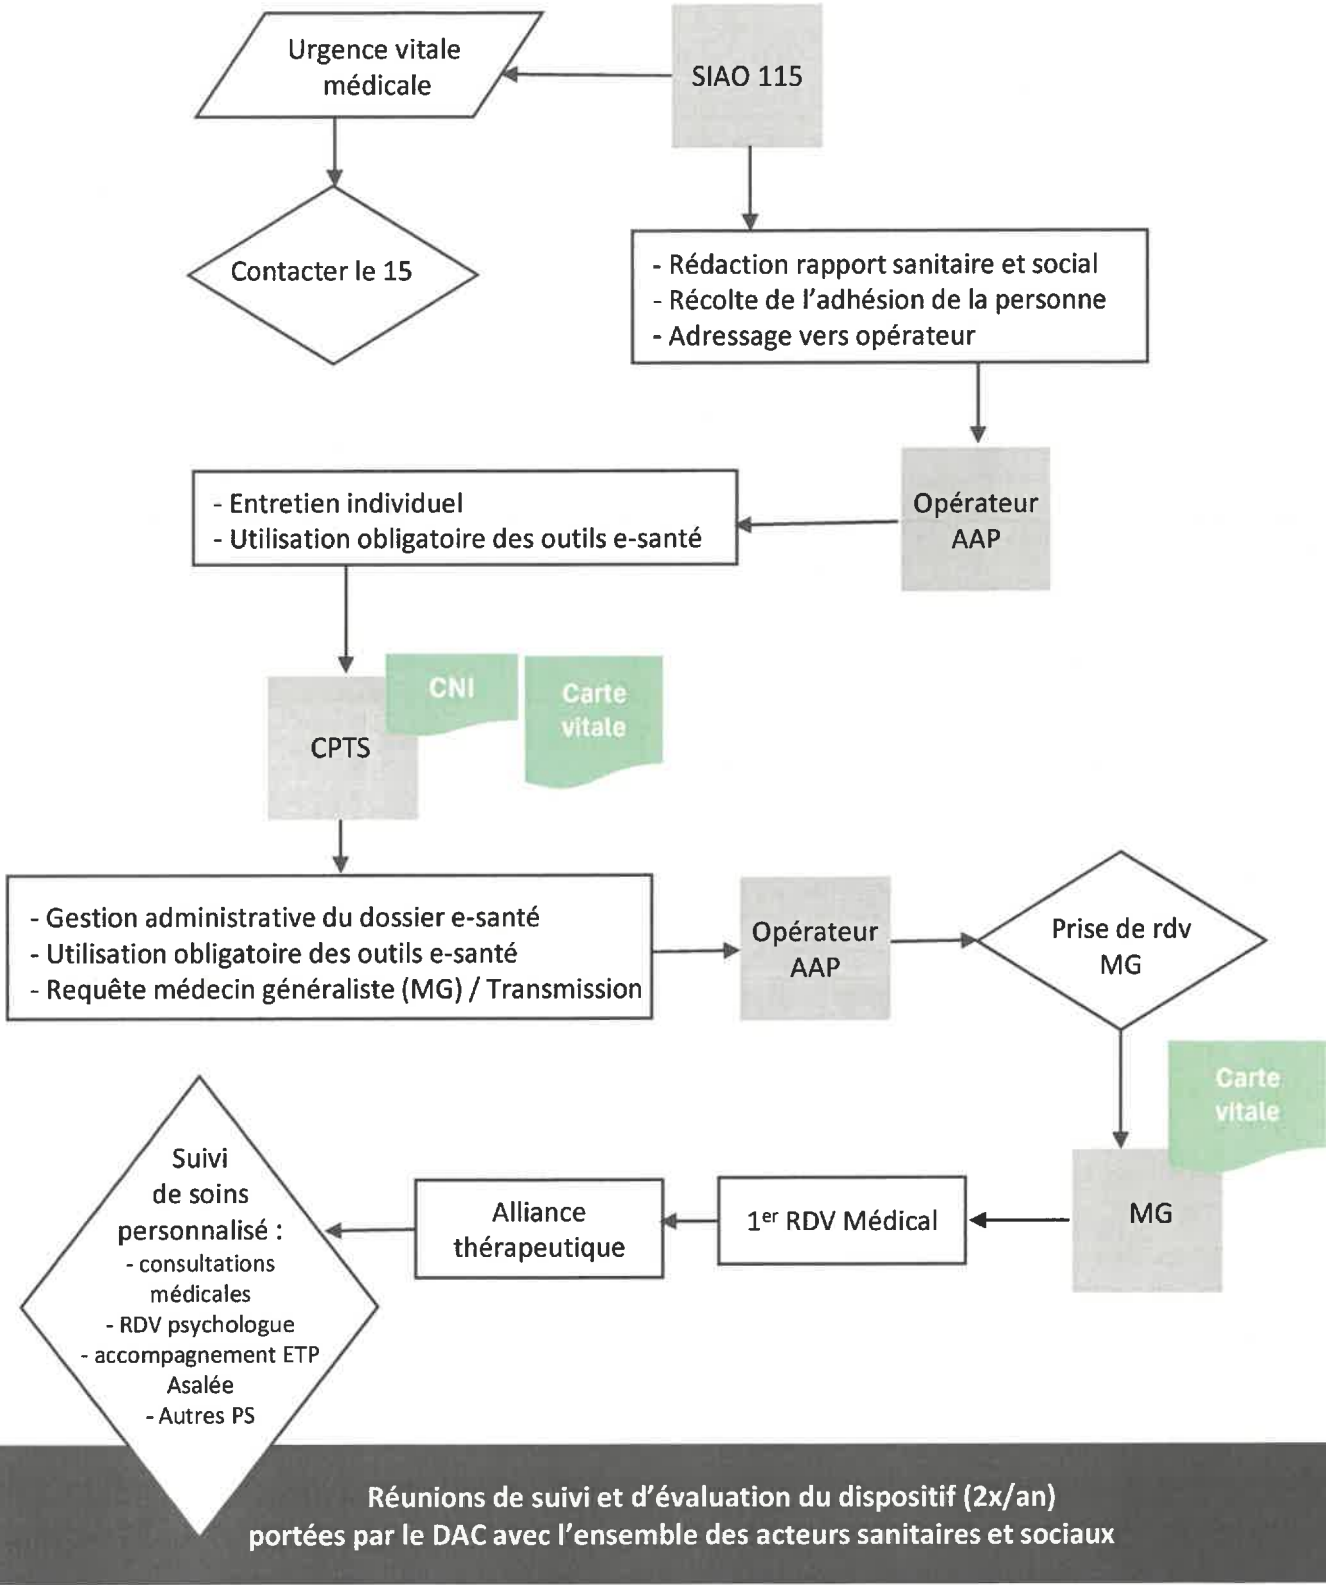 Urgence vitale
médicale
SIAO 115
Contacter le 15
- Rédaction rapport sanitaire et social
- Récolte de l’adhésion de la personne
- Adressage vers opérateur
Opérateur
AAP
- Entretien individuel
- Utilisation obligatoire des outils e-santé
CPTS
CNI
Carte
vitale
- Gestion administrative du dossier e-santé
- Utilisation obligatoire des outils e-santé
- Requête médecin généraliste (MG) / Transmission
Opérateur
AAP
Prise de rdv
MG
Carte
vitale
MG
1er RDV Médical
Alliance
thérapeutique
Suivi
de soins
personnalisé :
- consultations
médicales
- RDV psychologue
- accompagnement ETP
Asalée
- Autres PS
Réunions de suivi et d’évaluation du dispositif (2x/an)
portées par le DAC avec l’ensemble des acteurs sanitaires et sociaux